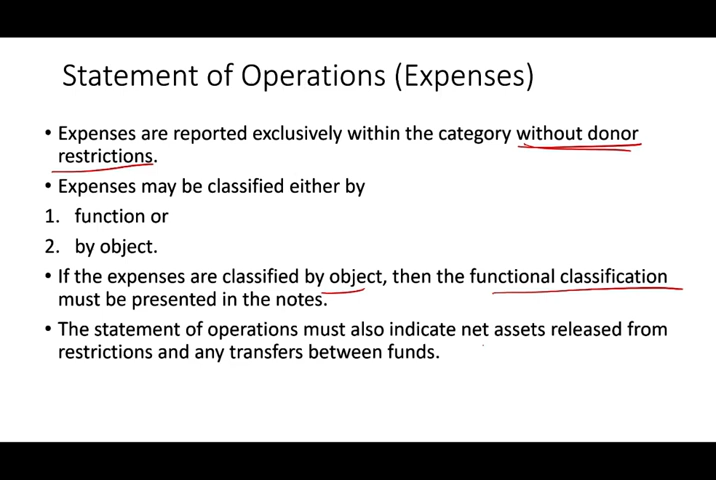 Statement of Operations (Expenses)
• Expenses are reported exclusively within the category without donor
restrictions.
• Expenses may be classified either by
1. function or
2. by object.
• If the expenses are classified by object, then the functional classification
must be presented in the notes.
• The statement of operations must also indicate net assets released from
restrictions and any transfers between funds.